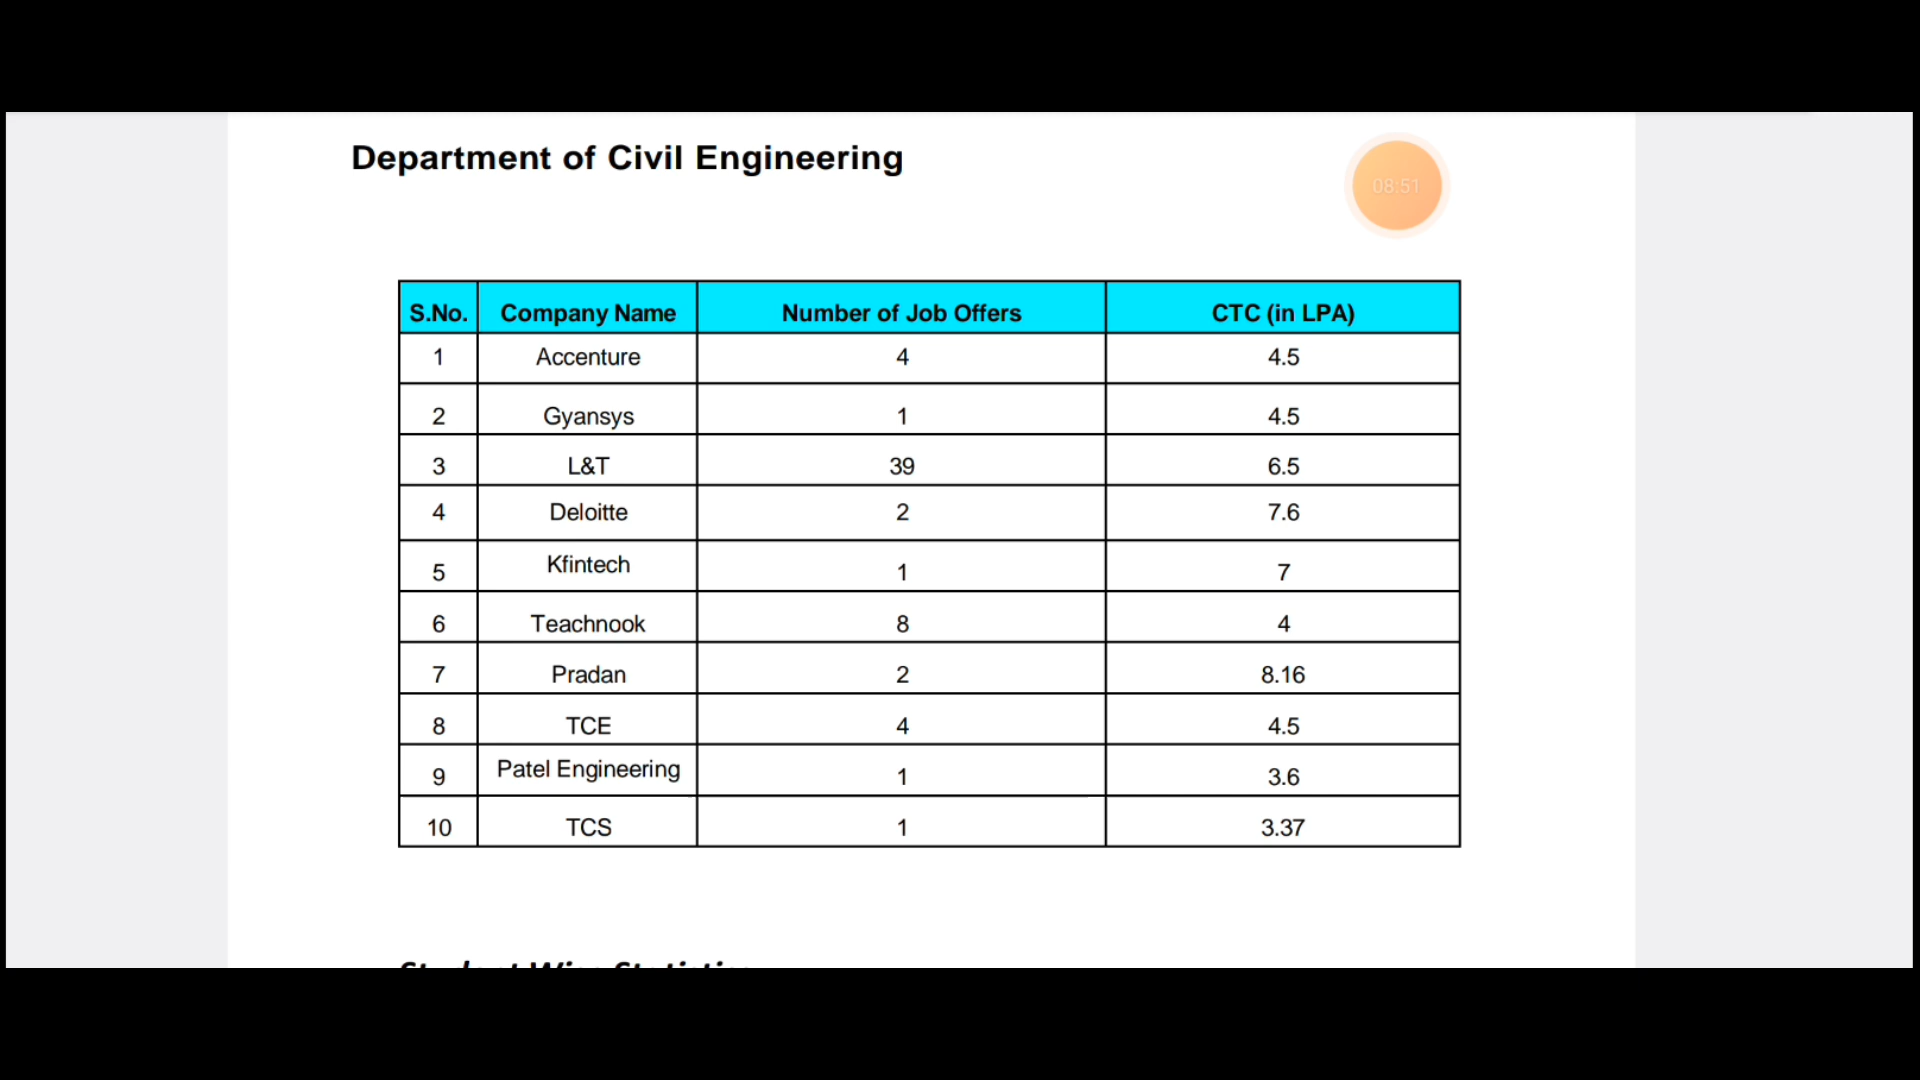 Department of Civil Engineering
08:51
S.No. Company Name Number of Job Offers CTC (in LPA)
1 Accenture 4 4.5
2 Gyansys 1 4.5
3 L&T 39 6.5
4 Deloitte 2 7.6
5 Kfintech 1 7
6 Teachnook 8 4
7 Pradan 2 8.16
8 TCE 4 4.5
9 Patel Engineering 1 3.6
10 TCS 1 3.37